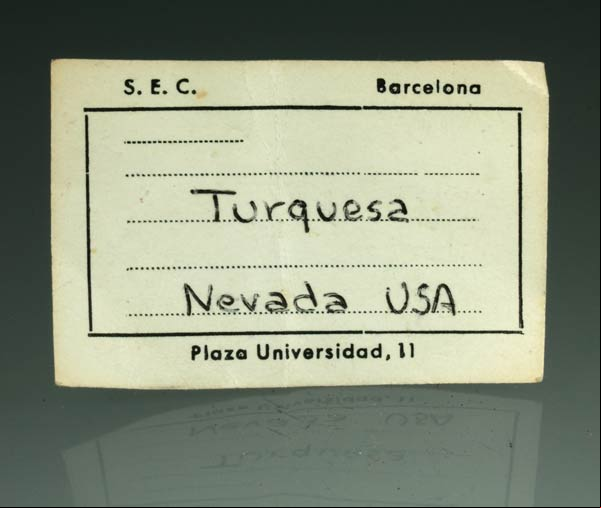 S. E. C. Barcelona
Turquesa
Nevada USA
Plaza Universidad, 11